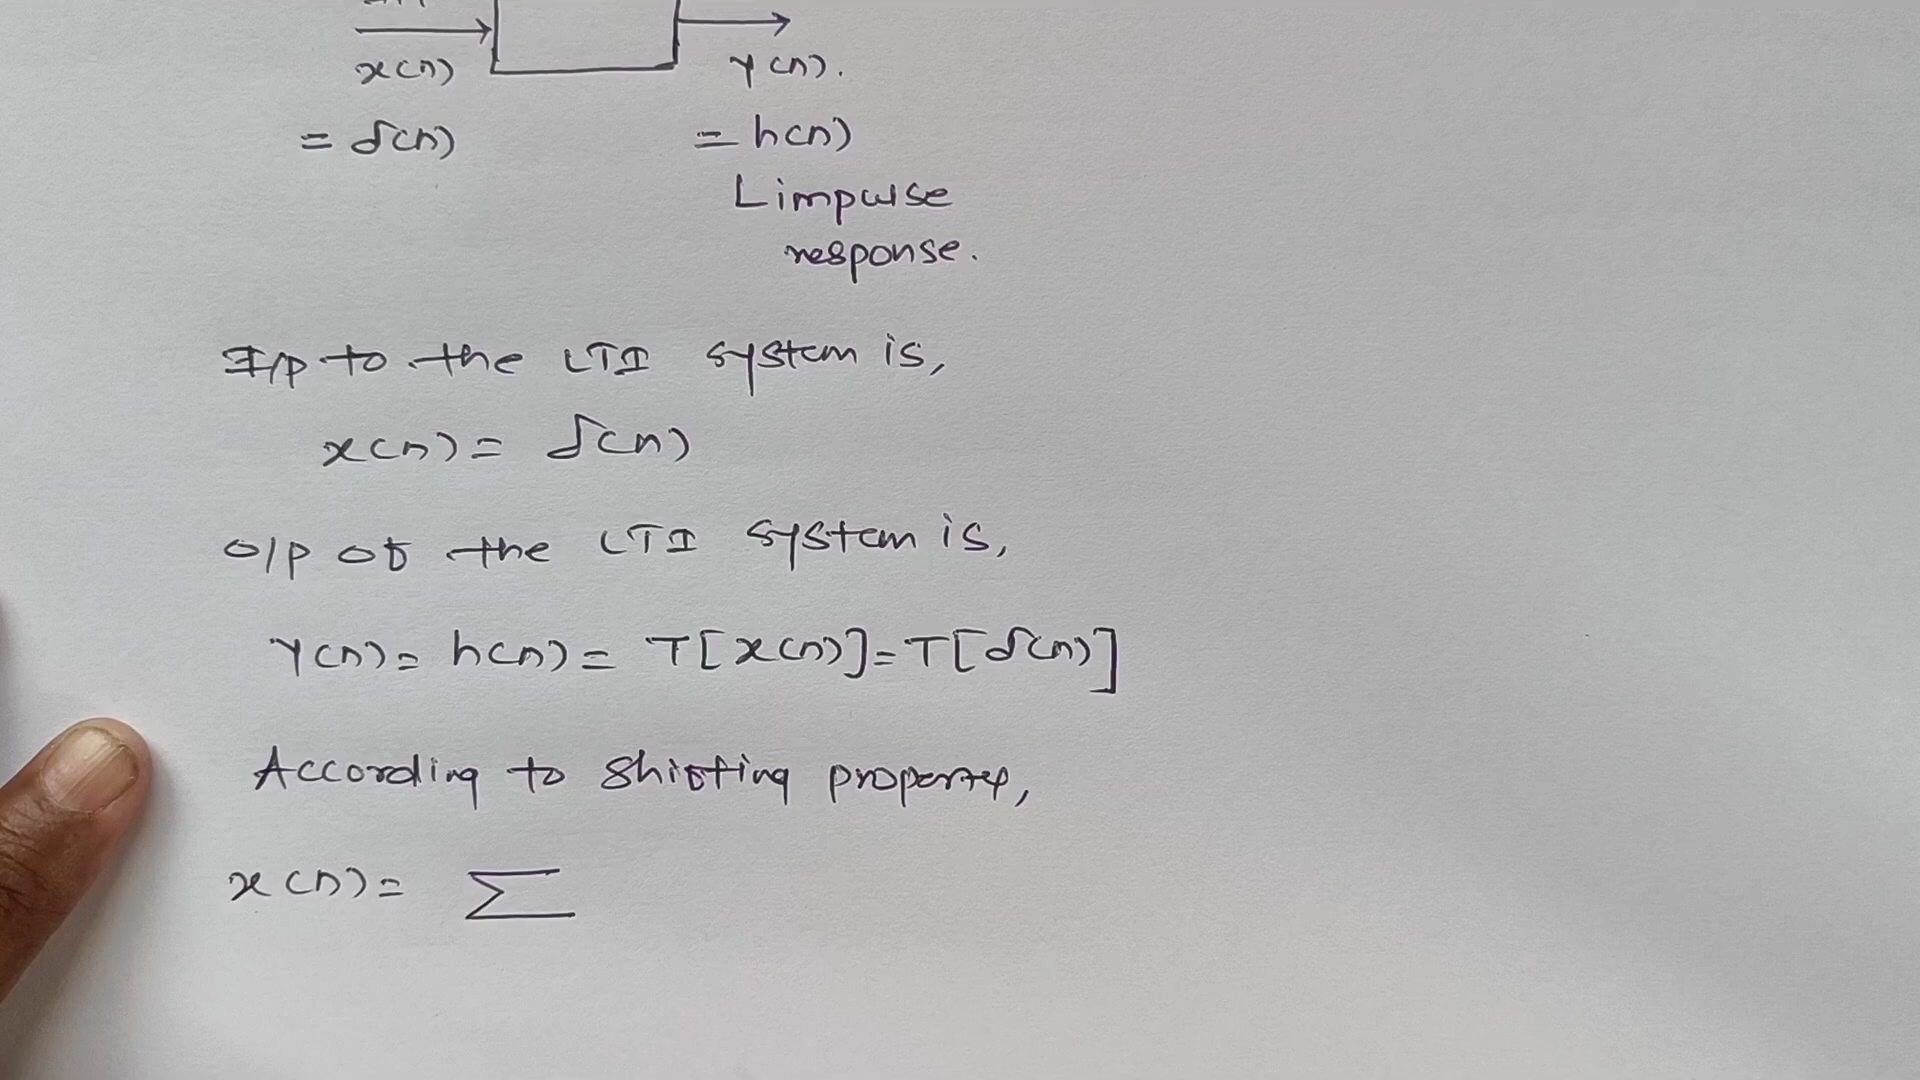 x(n) y(n).
= δ(n) = h(n)
impulse
response.
I/p to the LTI system is,
x(n) = δ(n)
o/p of the LTI system is,
y(n) = h(n) = T[x(n)] = T[δ(n)]
According to shifting property,
x(n) = Σ